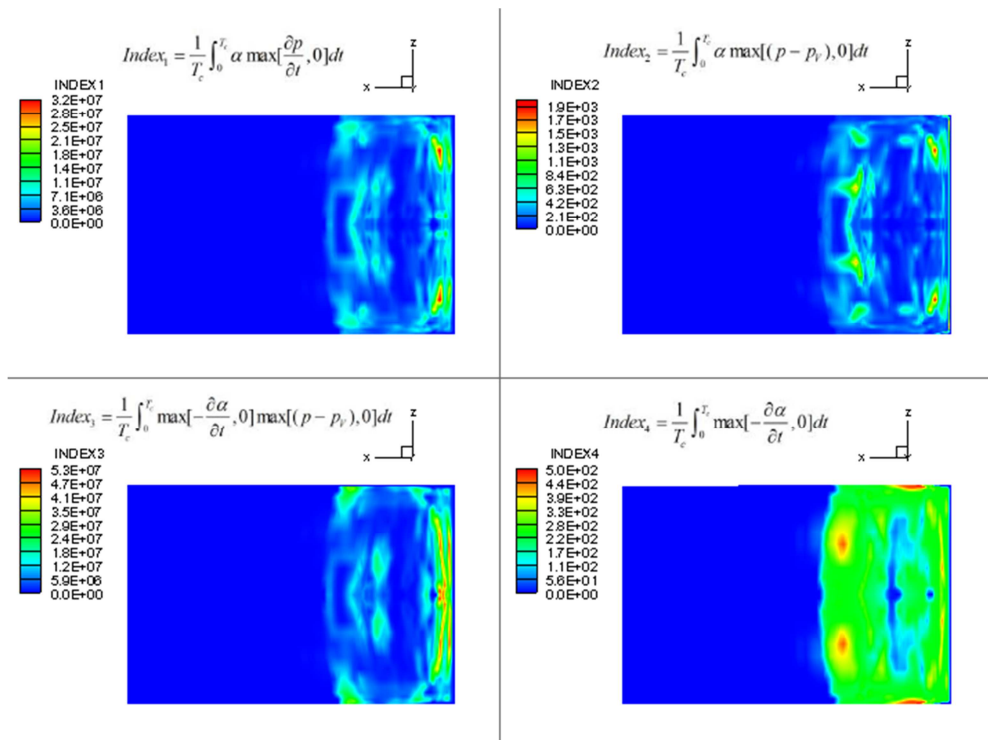 Index₁ = 1/T_c ∫₀^{T_c} α max[∂p/∂t, 0]dt
z
x
Y
INDEX1
3.2E+07
2.8E+07
2.5E+07
2.1E+07
1.8E+07
1.4E+07
1.1E+07
7.1E+06
3.6E+06
0.0E+00
Index₂ = 1/T_c ∫₀^{T_c} α max[(p − p_V), 0]dt
z
x
Y
INDEX2
1.9E+03
1.7E+03
1.5E+03
1.3E+03
1.1E+03
8.4E+02
6.3E+02
4.2E+02
2.1E+02
0.0E+00
Index₃ = 1/T_c ∫₀^{T_c} max[−∂α/∂t, 0] max[(p − p_V), 0]dt
z
x
Y
INDEX3
5.3E+07
4.7E+07
4.1E+07
3.5E+07
2.9E+07
2.4E+07
1.8E+07
1.2E+07
5.9E+06
0.0E+00
Index₄ = 1/T_c ∫₀^{T_c} max[−∂α/∂t, 0]dt
z
x
Y
INDEX4
5.0E+02
4.4E+02
3.9E+02
3.3E+02
2.8E+02
2.2E+02
1.7E+02
1.1E+02
5.6E+01
0.0E+00